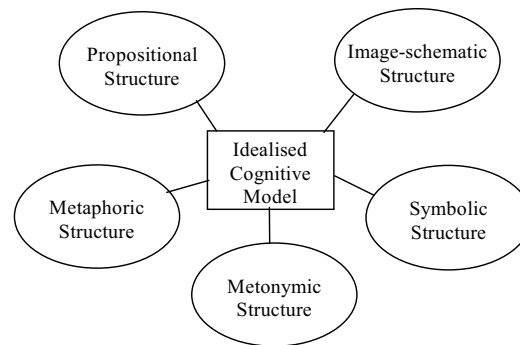 Propositional
Structure
Image-schematic
Structure
Idealised
Cognitive
Model
Metaphoric
Structure
Symbolic
Structure
Metonymic
Structure